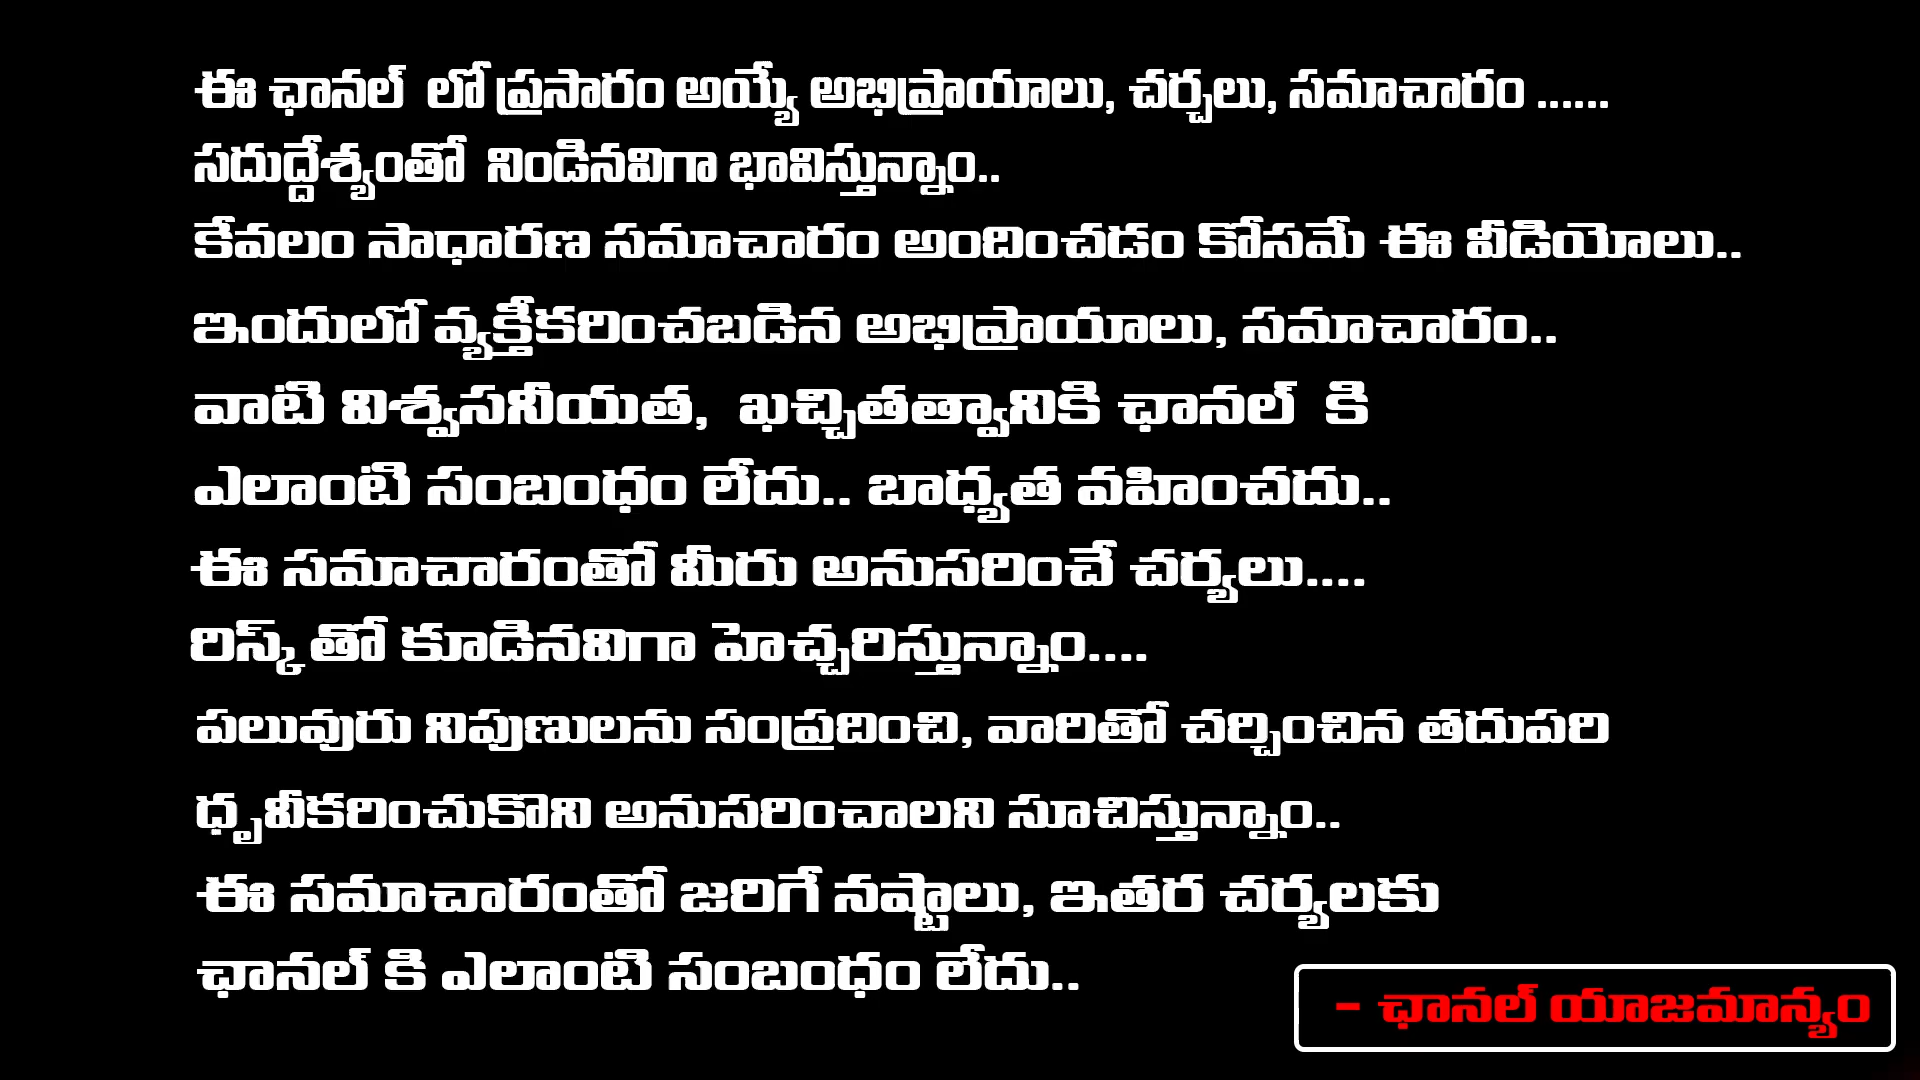 ఈ ఛానల్ లో ప్రసారం అయ్యే అభిప్రాయాలు, చర్చలు, సమాచారం ......
సదుద్దేశ్యంతో నిండినవిగా భావిస్తున్నాం..
కేవలం సాధారణ సమాచారం అందించడం కోసమే ఈ వీడియోలు..
ఇందులో వ్యక్తీకరించబడిన అభిప్రాయాలు, సమాచారం..
వాటి విశ్వసనీయత, ఖచ్చితత్వానికి ఛానల్ కి
ఎలాంటి సంబంధం లేదు.. బాధ్యత వహించదు..
ఈ సమాచారంతో మీరు అనుసరించే చర్యలు....
రిస్క్ తో కూడినవిగా హెచ్చరిస్తున్నాం....
పలువురు నిపుణులను సంప్రదించి, వారితో చర్చించిన తదుపరి
ధృవీకరించుకొని అనుసరించాలని సూచిస్తున్నాం..
ఈ సమాచారంతో జరిగే నష్టాలు, ఇతర చర్యలకు
ఛానల్ కి ఎలాంటి సంబంధం లేదు..
- ఛానల్ యాజమాన్యం